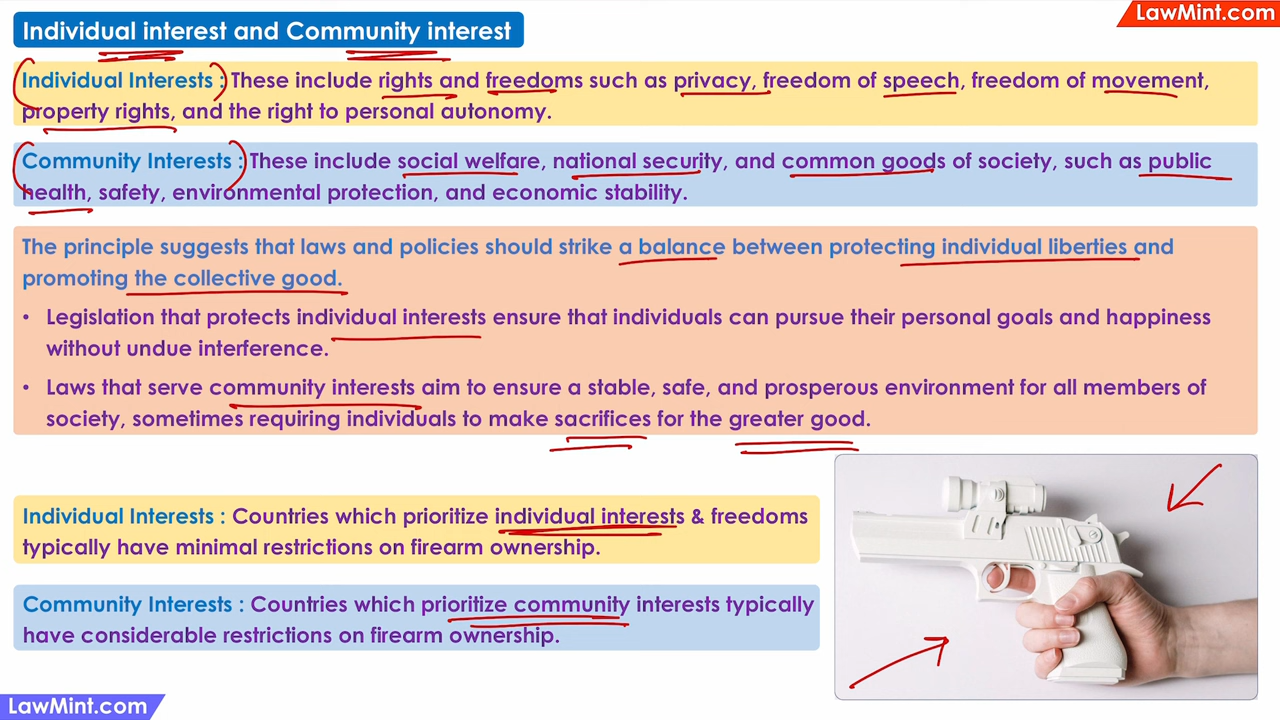 Individual interest and Community interest
LawMint.com
Individual Interests : These include rights and freedoms such as privacy, freedom of speech, freedom of movement,
property rights, and the right to personal autonomy.
Community Interests : These include social welfare, national security, and common goods of society, such as public
health, safety, environmental protection, and economic stability.
The principle suggests that laws and policies should strike a balance between protecting individual liberties and
promoting the collective good.
• Legislation that protects individual interests ensure that individuals can pursue their personal goals and happiness
without undue interference.
• Laws that serve community interests aim to ensure a stable, safe, and prosperous environment for all members of
society, sometimes requiring individuals to make sacrifices for the greater good.
Individual Interests : Countries which prioritize individual interests & freedoms
typically have minimal restrictions on firearm ownership.
Community Interests : Countries which prioritize community interests typically
have considerable restrictions on firearm ownership.
LawMint.com